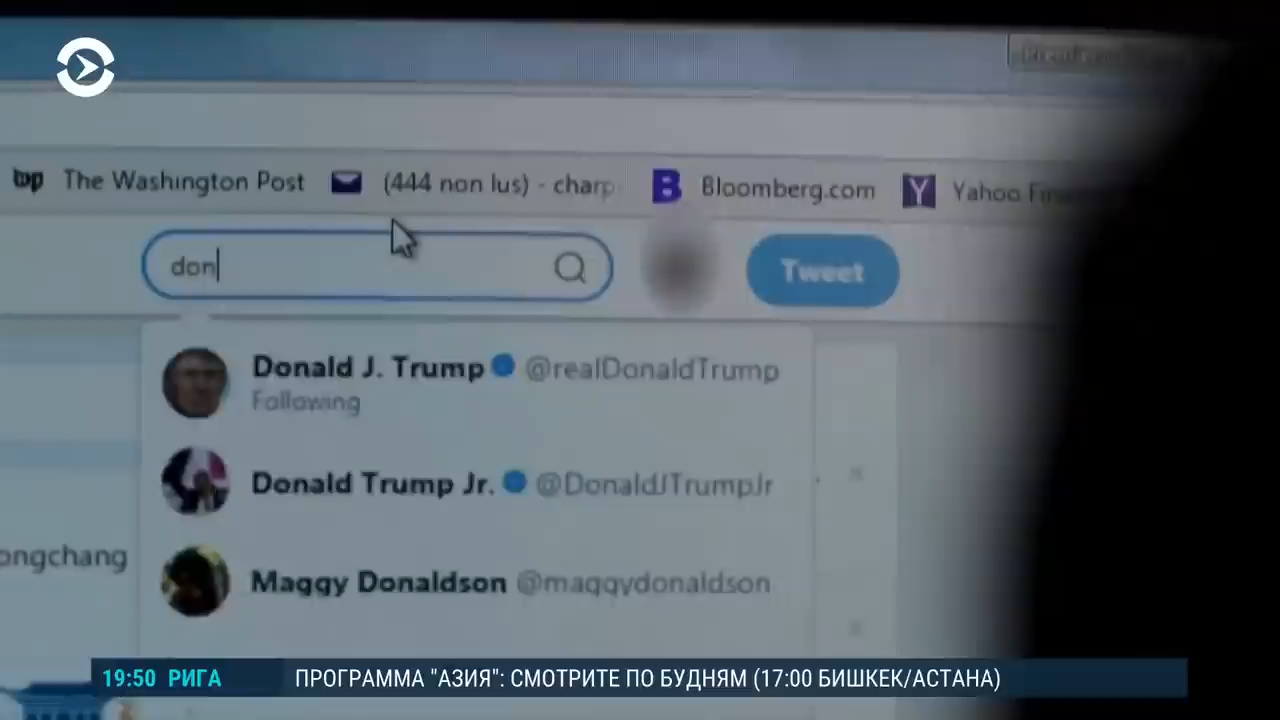 wp The Washington Post (444 non lus) - charp Bloomberg.com Yahoo
don Tweet
Donald J. Trump @realDonaldTrump
Following
Donald Trump Jr. @DonaldJTrumpJr
ongchang
Maggy Donaldson @maggydonaldson
19:50 РИГА ПРОГРАММА "АЗИЯ": СМОТРИТЕ ПО БУДНЯМ (17:00 БИШКЕК/АСТАНА)